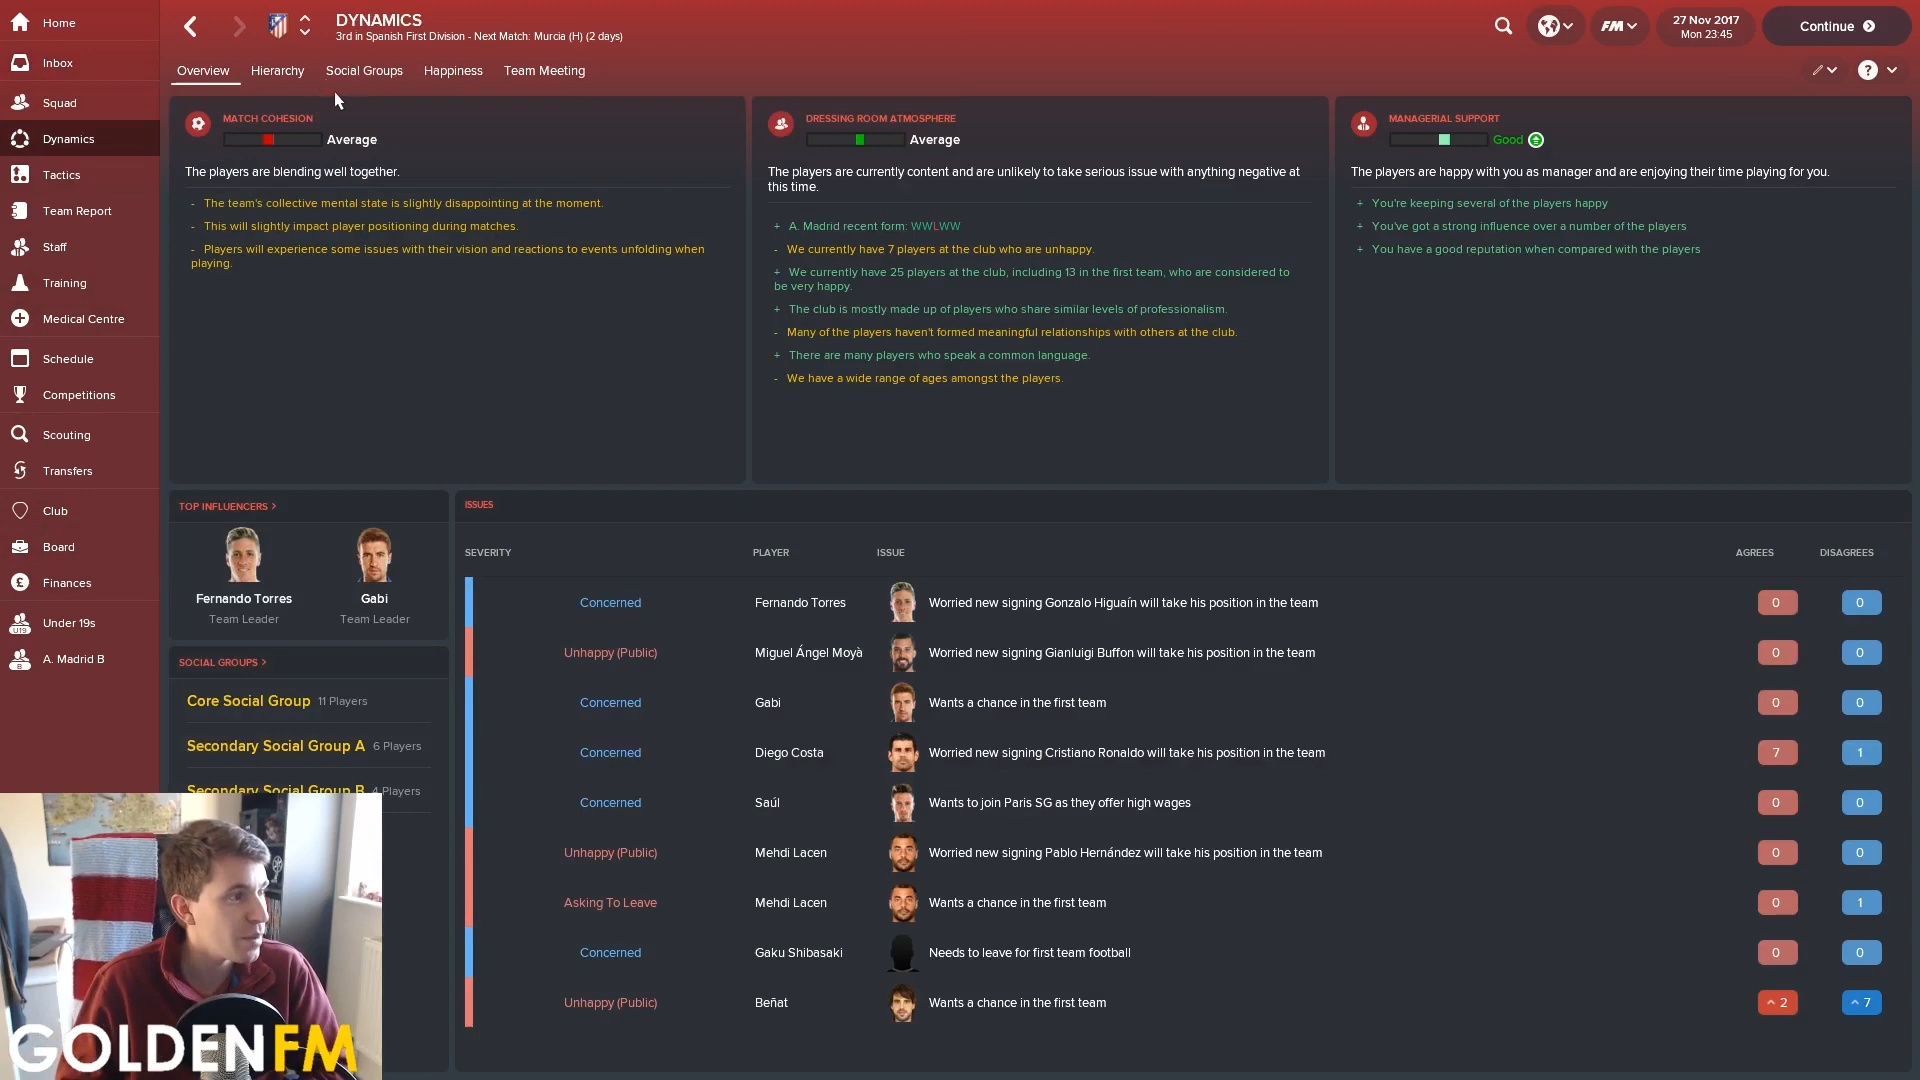 Home
Inbox
Squad
Dynamics
Tactics
Team Report
Staff
Training
Medical Centre
Schedule
Competitions
Scouting
Transfers
Club
Board
£ Finances
U19 Under 19s
B A. Madrid B
DYNAMICS
3rd in Spanish First Division - Next Match: Murcia (H) (2 days)
FM
27 Nov 2017
Mon 23:45
Continue
Overview Hierarchy Social Groups Happiness Team Meeting
?
MATCH COHESION
Average
The players are blending well together.
- The team's collective mental state is slightly disappointing at the moment.
- This will slightly impact player positioning during matches.
- Players will experience some issues with their vision and reactions to events unfolding when
playing.
DRESSING ROOM ATMOSPHERE
Average
The players are currently content and are unlikely to take serious issue with anything negative at
this time.
+ A. Madrid recent form: WWLWW
- We currently have 7 players at the club who are unhappy.
+ We currently have 25 players at the club, including 13 in the first team, who are considered to
be very happy.
+ The club is mostly made up of players who share similar levels of professionalism.
- Many of the players haven't formed meaningful relationships with others at the club.
+ There are many players who speak a common language.
- We have a wide range of ages amongst the players.
MANAGERIAL SUPPORT
Good
The players are happy with you as manager and are enjoying their time playing for you.
+ You're keeping several of the players happy
+ You've got a strong influence over a number of the players
+ You have a good reputation when compared with the players
TOP INFLUENCERS >
Fernando Torres
Team Leader
Gabi
Team Leader
SOCIAL GROUPS >
Core Social Group 11 Players
Secondary Social Group A 6 Players
Secondary Social Group B 4 Players
ISSUES
SEVERITY PLAYER ISSUE AGREES DISAGREES
Concerned Fernando Torres Worried new signing Gonzalo Higuaín will take his position in the team 0 0
Unhappy (Public) Miguel Ángel Moyà Worried new signing Gianluigi Buffon will take his position in the team 0 0
Concerned Gabi Wants a chance in the first team 0 0
Concerned Diego Costa Worried new signing Cristiano Ronaldo will take his position in the team 7 1
Concerned Saúl Wants to join Paris SG as they offer high wages 0 0
Unhappy (Public) Mehdi Lacen Worried new signing Pablo Hernández will take his position in the team 0 0
Asking To Leave Mehdi Lacen Wants a chance in the first team 0 1
Concerned Gaku Shibasaki Needs to leave for first team football 0 0
Unhappy (Public) Beñat Wants a chance in the first team 2 7
GOLDENFM